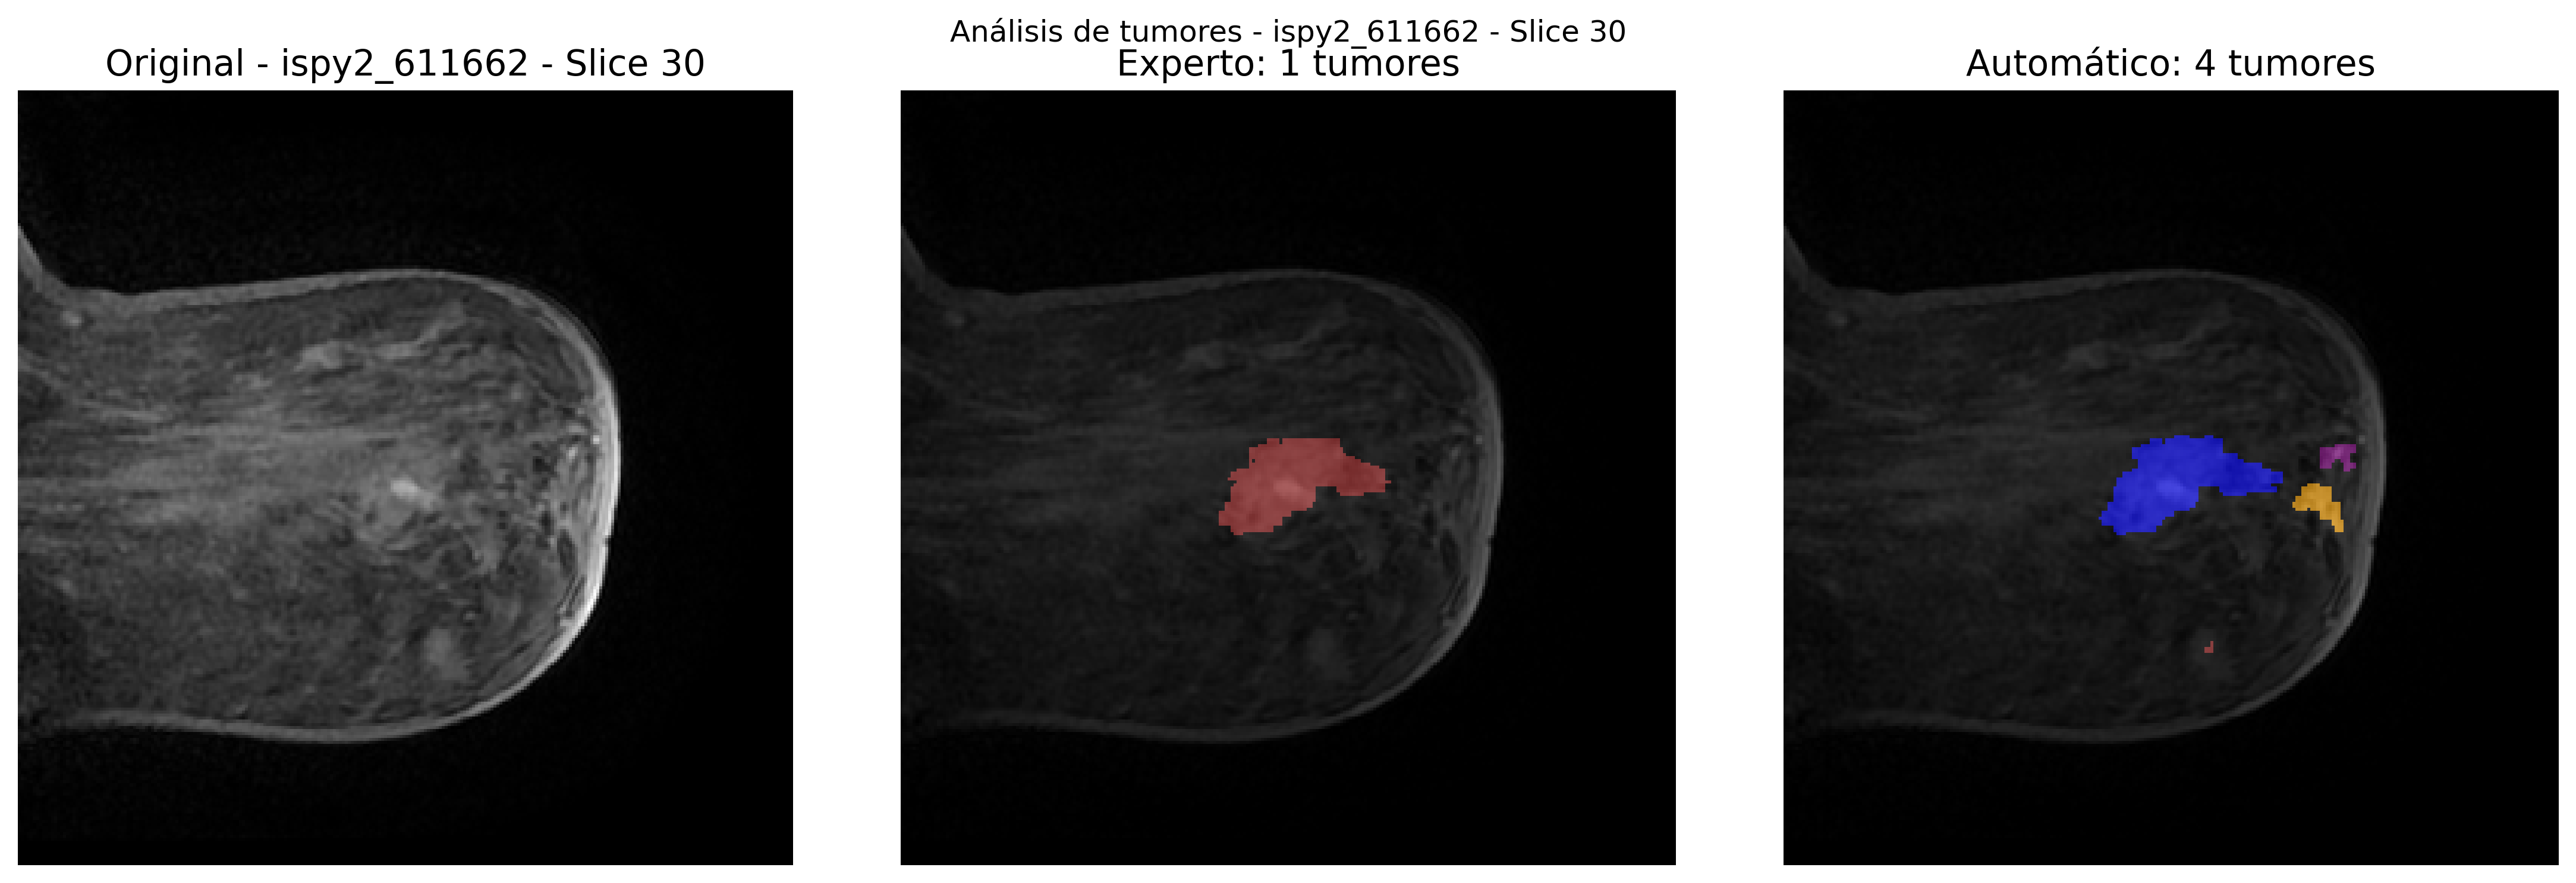 Análisis de tumores - ispy2_611662 - Slice 30
Original - ispy2_611662 - Slice 30
Experto: 1 tumores
Automático: 4 tumores